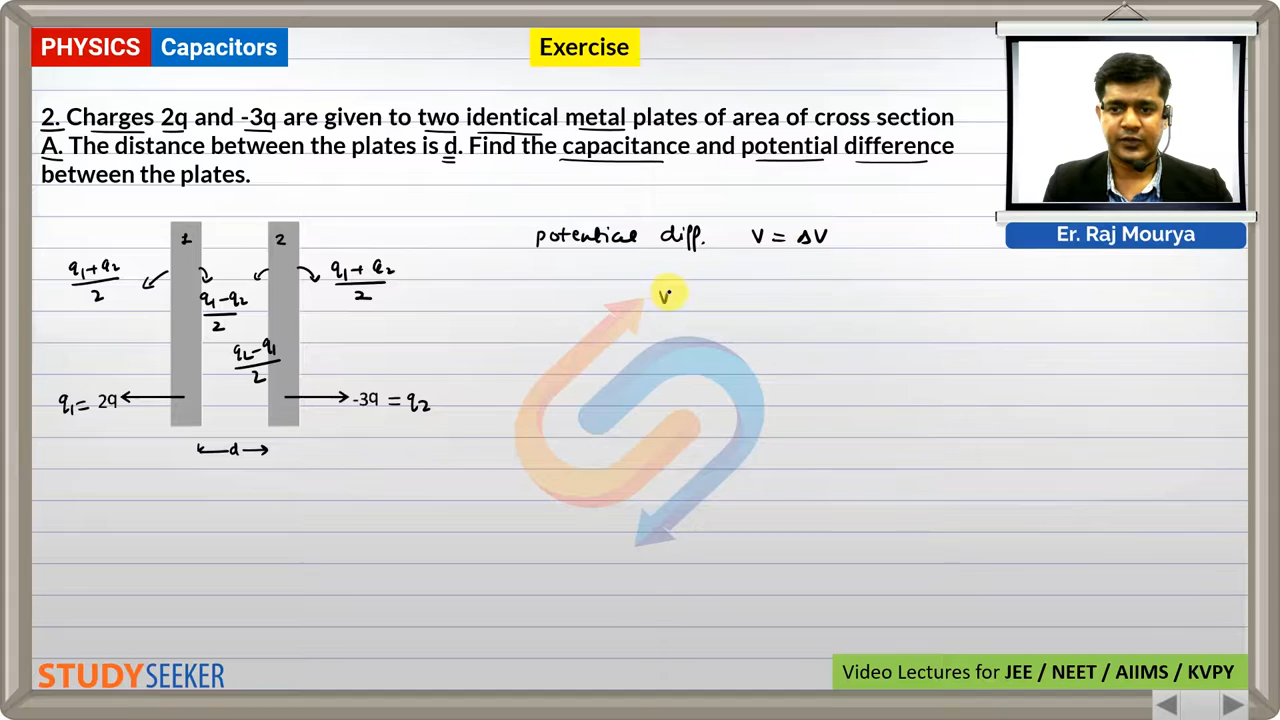 PHYSICS Capacitors
Exercise
2. Charges 2q and -3q are given to two identical metal plates of area of cross section
A. The distance between the plates is d. Find the capacitance and potential difference
between the plates.
Er. Raj Mourya
potential diff. V = ΔV
1 2
q₁+q₂/2
q₁-q₂/2
q₁+q₂/2
V
q₂-q₁/2
q₁= 2q
-3q = q₂
d
STUDYSEEKER
Video Lectures for JEE / NEET / AIIMS / KVPY